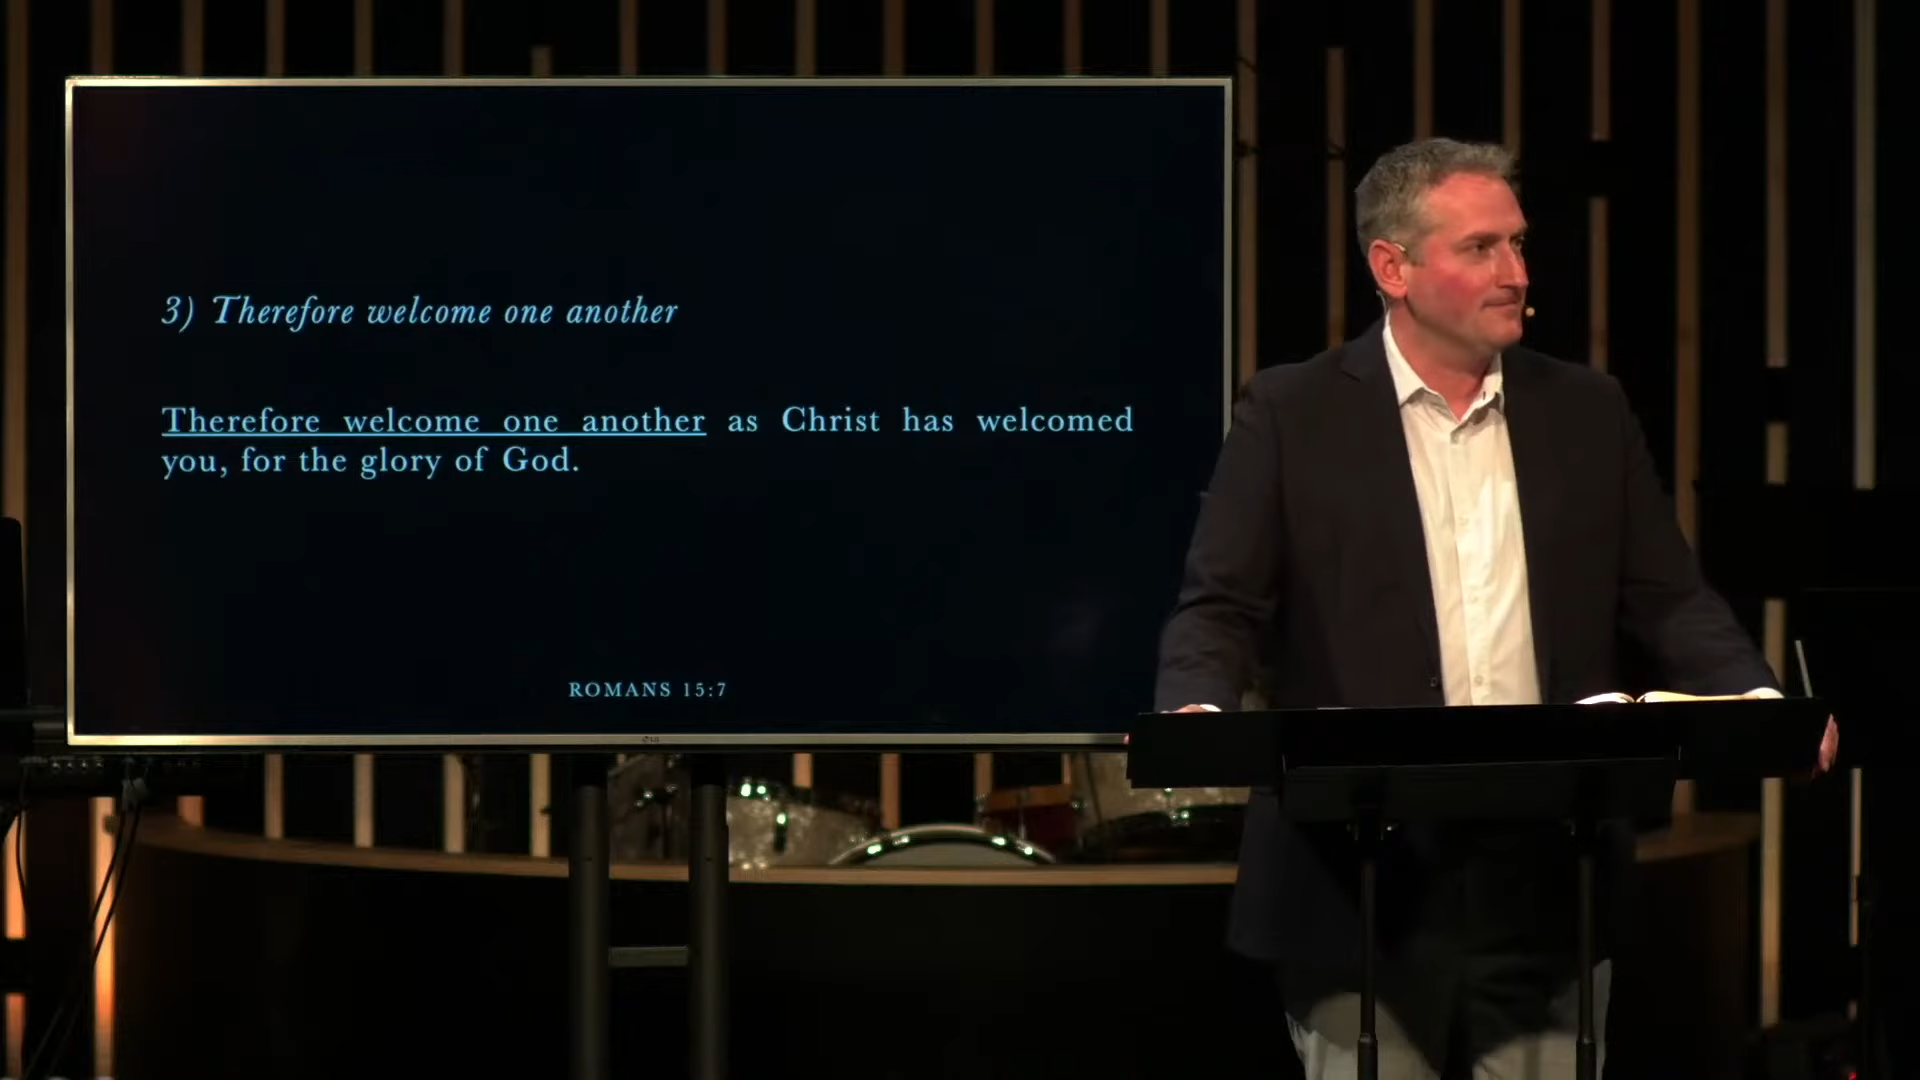 3) Therefore welcome one another
Therefore welcome one another as Christ has welcomed
you, for the glory of God.
ROMANS 15:7
LG